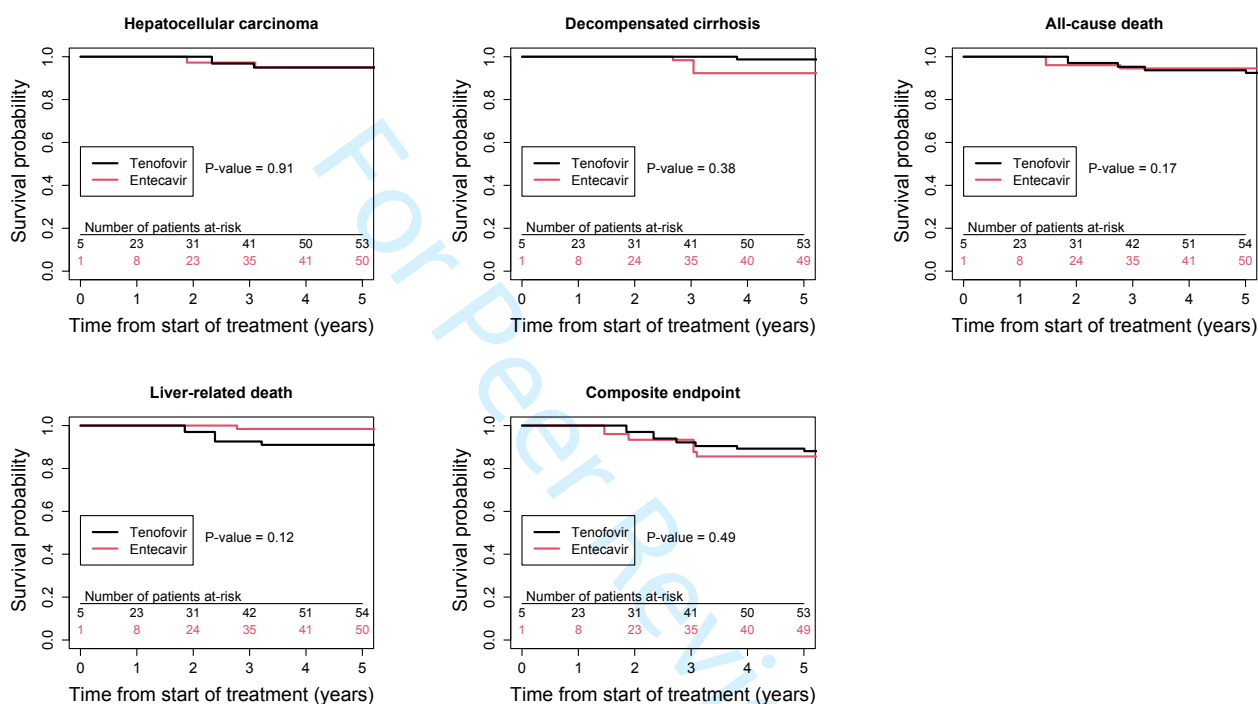 Hepatocellular carcinoma
Survival probability
0.0 0.2 0.4 0.6 0.8 1.0
Tenofovir
Entecavir
P-value = 0.91
Number of patients at-risk
5 23 31 41 50 53
1 8 23 35 41 50
0 1 2 3 4 5
Time from start of treatment (years)
Decompensated cirrhosis
Survival probability
0.0 0.2 0.4 0.6 0.8 1.0
Tenofovir
Entecavir
P-value = 0.38
Number of patients at-risk
5 23 31 41 50 53
1 8 24 35 40 49
0 1 2 3 4 5
Time from start of treatment (years)
All-cause death
Survival probability
0.0 0.2 0.4 0.6 0.8 1.0
Tenofovir
Entecavir
P-value = 0.17
Number of patients at-risk
5 23 31 42 51 54
1 8 24 35 41 50
0 1 2 3 4 5
Time from start of treatment (years)
Liver-related death
Survival probability
0.0 0.2 0.4 0.6 0.8 1.0
Tenofovir
Entecavir
P-value = 0.12
Number of patients at-risk
5 23 31 42 51 54
1 8 24 35 41 50
0 1 2 3 4 5
Time from start of treatment (years)
Composite endpoint
Survival probability
0.0 0.2 0.4 0.6 0.8 1.0
Tenofovir
Entecavir
P-value = 0.49
Number of patients at-risk
5 23 31 41 50 53
1 8 23 35 40 49
0 1 2 3 4 5
Time from start of treatment (years)
For Peer Revi